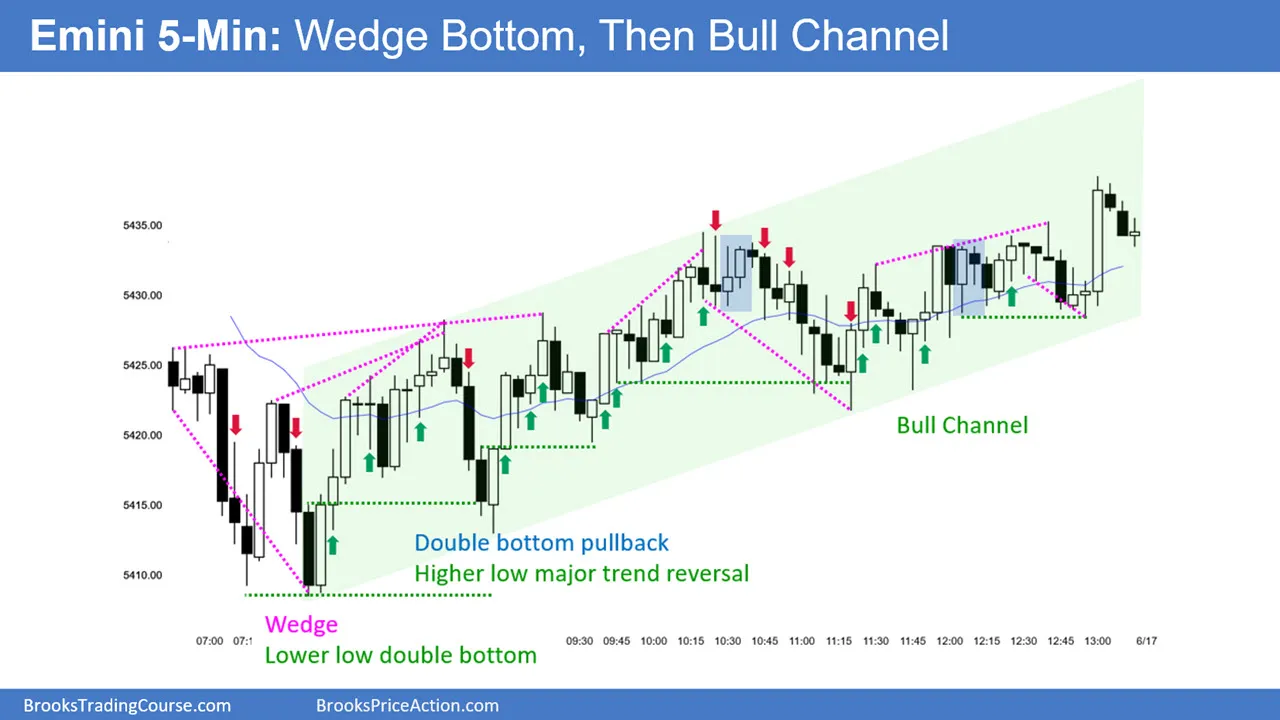 Emini 5-Min: Wedge Bottom, Then Bull Channel
5435.00
5430.00
5425.00
5420.00
5415.00
5410.00
Bull Channel
Double bottom pullback
Higher low major trend reversal
Wedge
Lower low double bottom
07:00 07:1 09:30 09:45 10:00 10:15 10:30 10:45 11:00 11:15 11:30 11:45 12:00 12:15 12:30 12:45 13:00 6/17
BrooksTradingCourse.com BrooksPriceAction.com